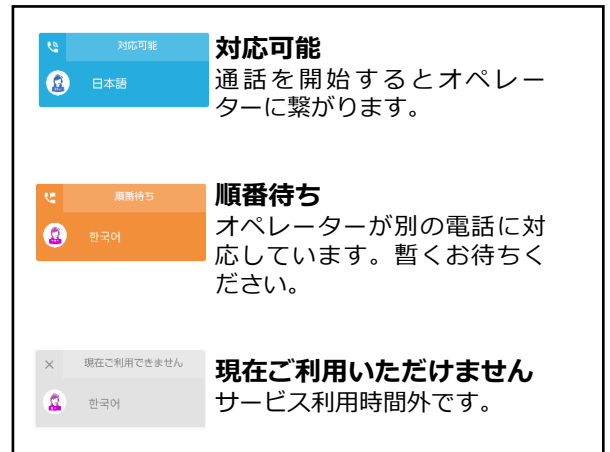 対応可能
日本語
対応可能
通話を開始するとオペレー
ターに繋がります。
順番待ち
한국어
順番待ち
オペレーターが別の電話に対
応しています。暫くお待ちく
ださい。
現在ご利用できません
한국어
現在ご利用いただけません
サービス利用時間外です。